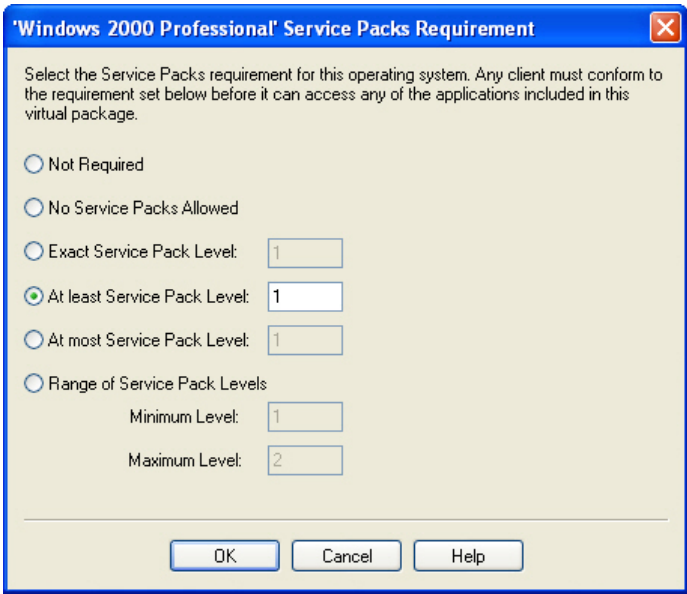 'Windows 2000 Professional' Service Packs Requirement
Select the Service Packs requirement for this operating system. Any client must conform to
the requirement set below before it can access any of the applications included in this
virtual package.
Not Required
No Service Packs Allowed
Exact Service Pack Level: 1
At least Service Pack Level: 1
At most Service Pack Level: 1
Range of Service Pack Levels
Minimum Level: 1
Maximum Level: 2
OK Cancel Help